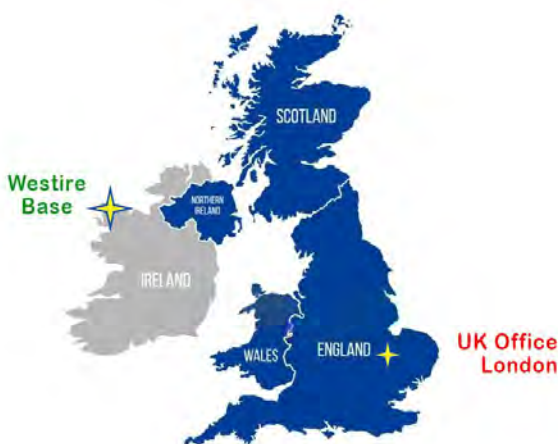 SCOTLAND
Westire
Base
NORTHERN
IRELAND
IRELAND
WALES
ENGLAND
UK Office
London